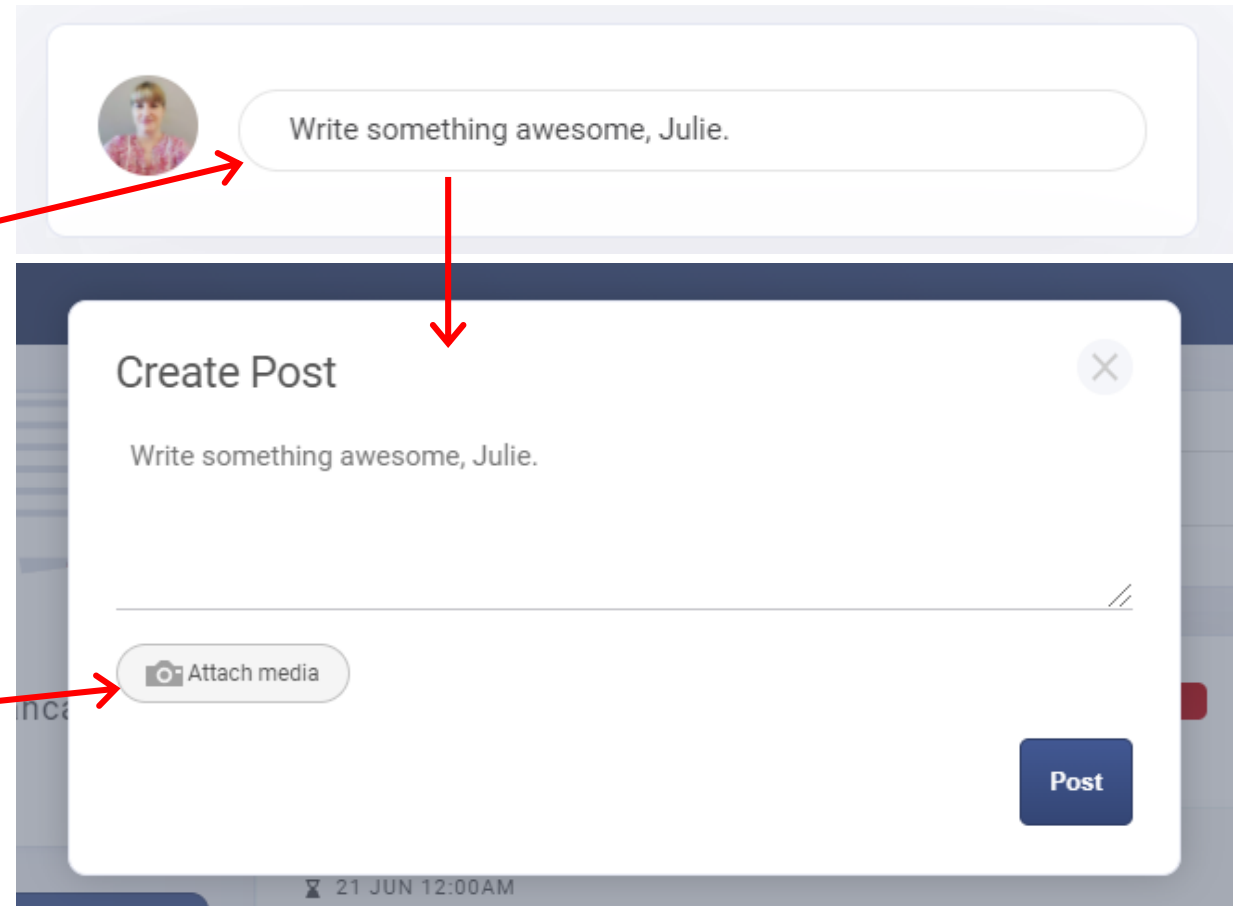 Write something awesome, Julie.
Create Post
Write something awesome, Julie.
Attach media
Post
21 JUN 12:00AM